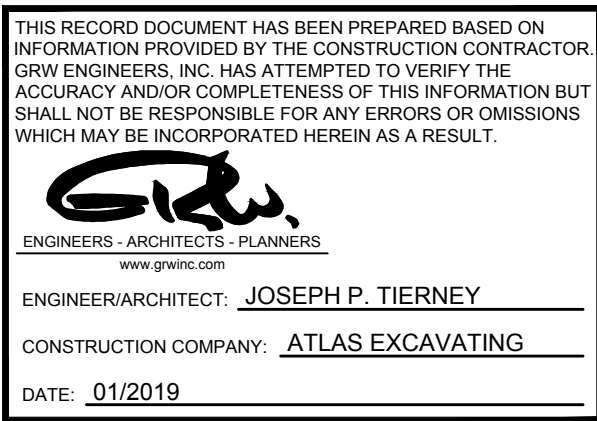 THIS RECORD DOCUMENT HAS BEEN PREPARED BASED ON
INFORMATION PROVIDED BY THE CONSTRUCTION CONTRACTOR.
GRW ENGINEERS, INC. HAS ATTEMPTED TO VERIFY THE
ACCURACY AND/OR COMPLETENESS OF THIS INFORMATION BUT
SHALL NOT BE RESPONSIBLE FOR ANY ERRORS OR OMISSIONS
WHICH MAY BE INCORPORATED HEREIN AS A RESULT.
GRW.
ENGINEERS - ARCHITECTS - PLANNERS
www.grwinc.com
ENGINEER/ARCHITECT: JOSEPH P. TIERNEY
CONSTRUCTION COMPANY: ATLAS EXCAVATING
DATE: 01/2019